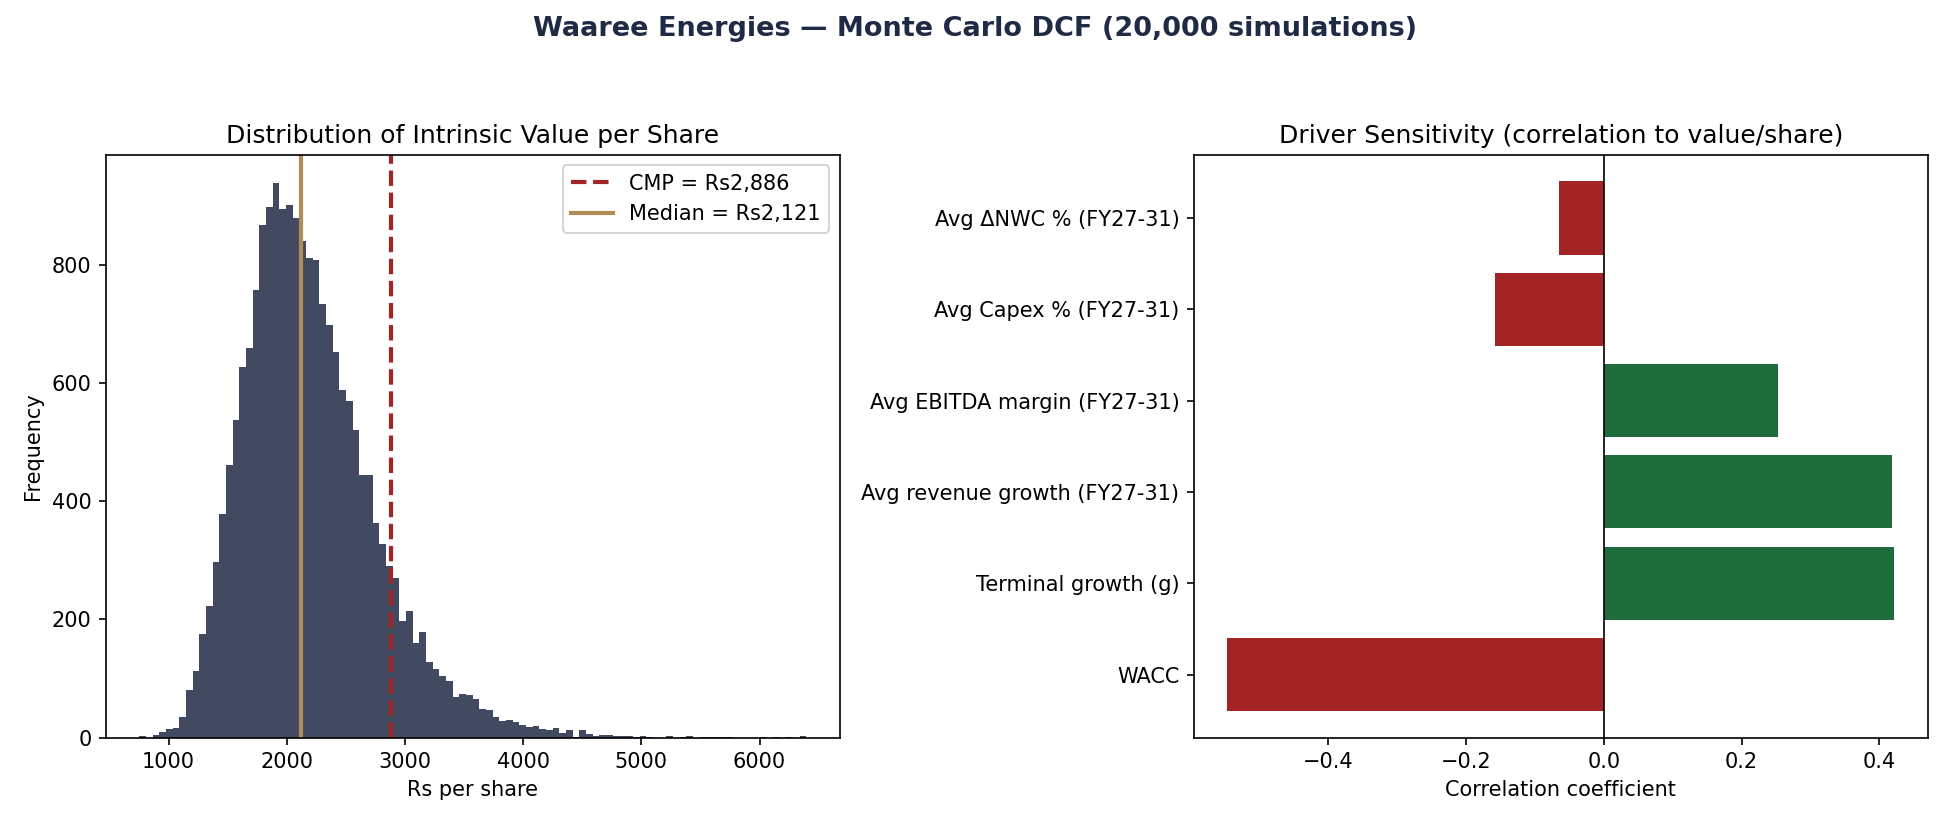 Waaree Energies — Monte Carlo DCF (20,000 simulations)
Distribution of Intrinsic Value per Share
CMP = Rs2,886
Median = Rs2,121
Frequency
800
600
400
200
0
1000 2000 3000 4000 5000 6000
Rs per share
Driver Sensitivity (correlation to value/share)
Avg ΔNWC % (FY27-31)
Avg Capex % (FY27-31)
Avg EBITDA margin (FY27-31)
Avg revenue growth (FY27-31)
Terminal growth (g)
WACC
−0.4 −0.2 0.0 0.2 0.4
Correlation coefficient